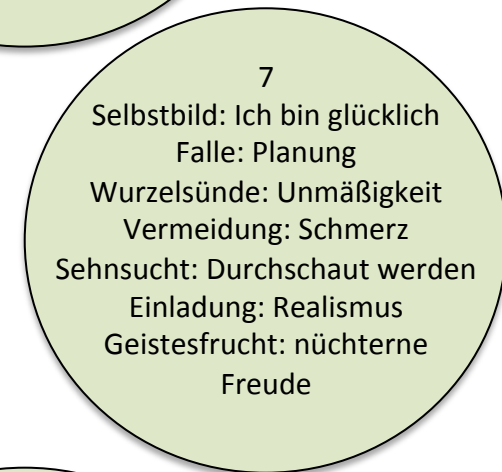 7
Selbstbild: Ich bin glücklich
Falle: Planung
Wurzelsünde: Unmäßigkeit
Vermeidung: Schmerz
Sehnsucht: Durchschaut werden
Einladung: Realismus
Geistesfrucht: nüchterne
Freude